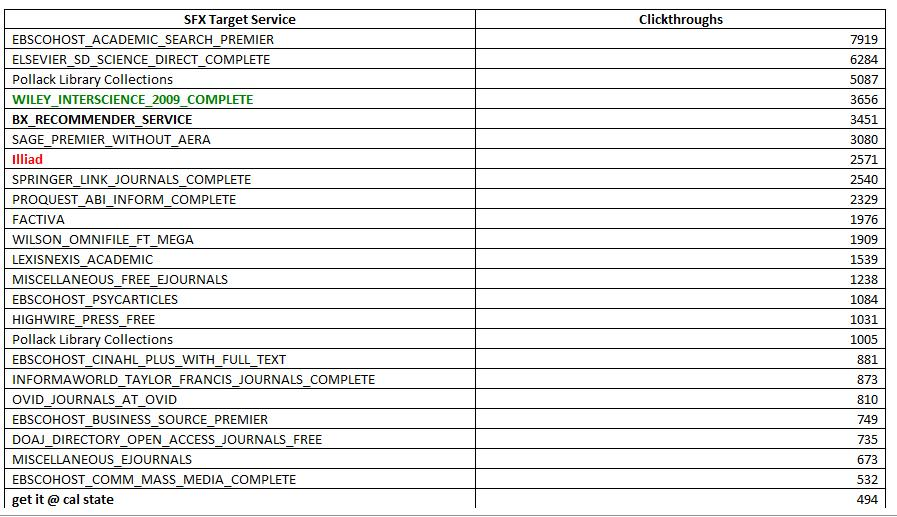 SFX Target Service Clickthroughs
EBSCOHOST_ACADEMIC_SEARCH_PREMIER 7919
ELSEVIER_SD_SCIENCE_DIRECT_COMPLETE 6284
Pollack Library Collections 5087
WILEY_INTERSCIENCE_2009_COMPLETE 3656
BX_RECOMMENDER_SERVICE 3451
SAGE_PREMIER_WITHOUT_AERA 3080
Illiad 2571
SPRINGER_LINK_JOURNALS_COMPLETE 2540
PROQUEST_ABI_INFORM_COMPLETE 2329
FACTIVA 1976
WILSON_OMNIFILE_FT_MEGA 1909
LEXISNEXIS_ACADEMIC 1539
MISCELLANEOUS_FREE_EJOURNALS 1238
EBSCOHOST_PSYCARTICLES 1084
HIGHWIRE_PRESS_FREE 1031
Pollack Library Collections 1005
EBSCOHOST_CINAHL_PLUS_WITH_FULL_TEXT 881
INFORMAWORLD_TAYLOR_FRANCIS_JOURNALS_COMPLETE 873
OVID_JOURNALS_AT_OVID 810
EBSCOHOST_BUSINESS_SOURCE_PREMIER 749
DOAJ_DIRECTORY_OPEN_ACCESS_JOURNALS_FREE 735
MISCELLANEOUS_EJOURNALS 673
EBSCOHOST_COMM_MASS_MEDIA_COMPLETE 532
get it @ cal state 494